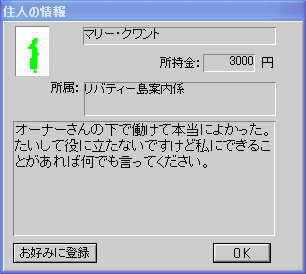 住人の情報
マリー・クワント
所持金: 3000 円
所属: リバティー島案内係
オーナーさんの下で働けて本当によかった。
たいして役に立たないですけど私にできるこ
とがあれば何でも言ってください。
お好みに登録 OK